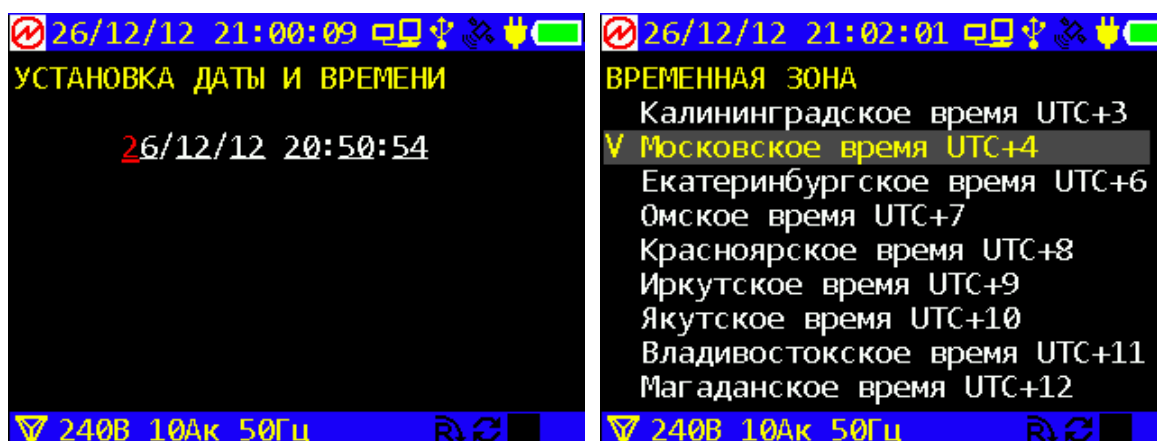 26/12/12 21:00:09
УСТАНОВКА ДАТЫ И ВРЕМЕНИ
26/12/12 20:50:54
240В 10Ак 50Гц
26/12/12 21:02:01
ВРЕМЕННАЯ ЗОНА
Калининградское время UTC+3
V Московское время UTC+4
Екатеринбургское время UTC+6
Омское время UTC+7
Красноярское время UTC+8
Иркутское время UTC+9
Якутское время UTC+10
Владивостокское время UTC+11
Магаданское время UTC+12
240В 10Ак 50Гц